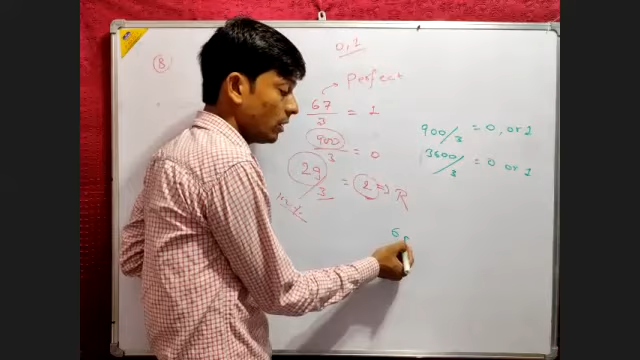 8
0,1
Perfect
67/3 = 1
900/3 = 0
29/3 = 2 ⇒ R
900/3 = 0, or 1
3600/3 = 0 or 1
6